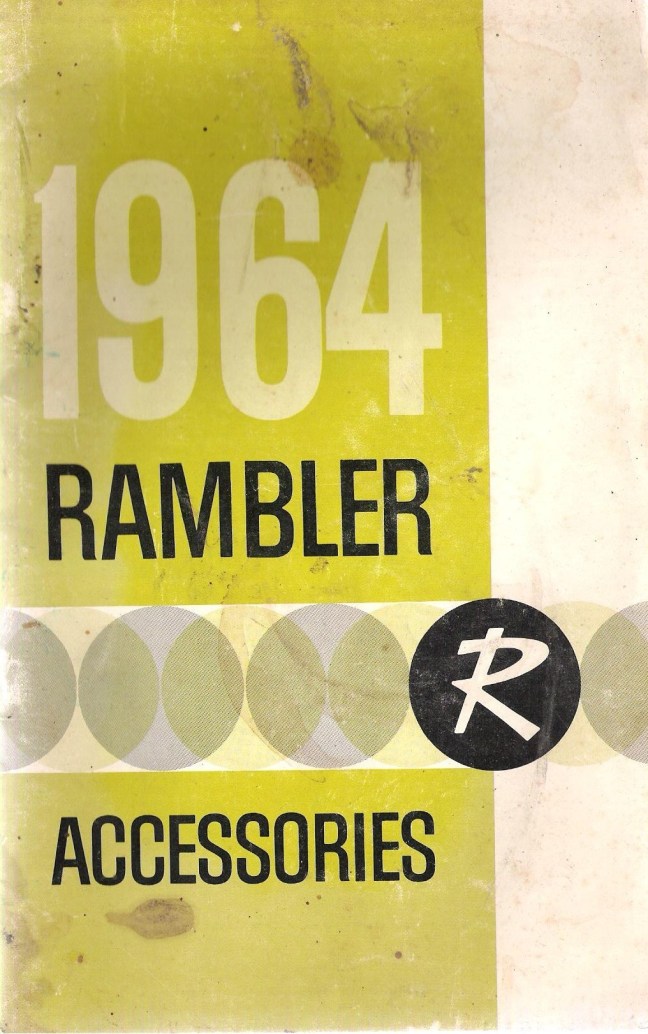 1964
RAMBLER
R
ACCESSORIES